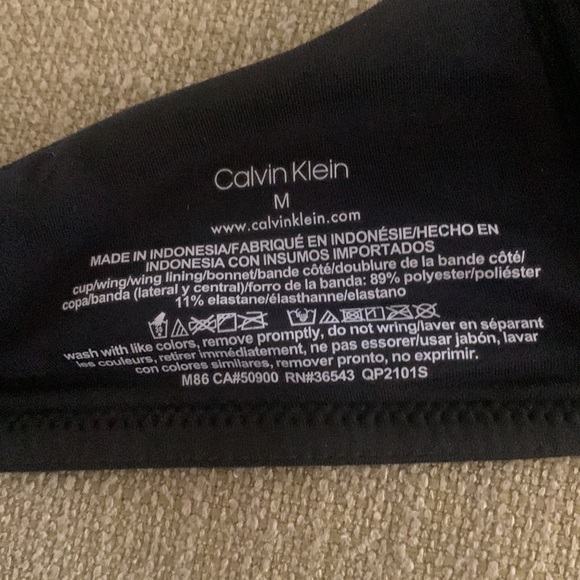 Calvin Klein
M
www.calvinklein.com
MADE IN INDONESIA/FABRIQUÉ EN INDONÉSIE/HECHO EN
INDONESIA CON INSUMOS IMPORTADOS
cup/wing/wing lining/bonnet/bande côté/doublure de la bande côté/
copa/banda (lateral y central)/forro de la banda: 89% polyester/poliéster
11% elastane/élasthanne/elastano
wash with like colors, remove promptly, do not wring/laver en séparant
les couleurs, retirer immédiatement, ne pas essorer/usar jabón, lavar
con colores similares, remover pronto, no exprimir.
M86 CA#50900 RN#36543 QP2101S